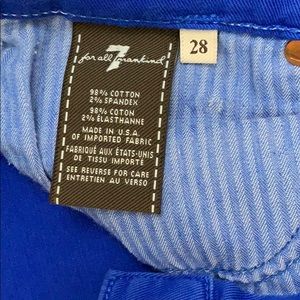 7
for all mankind
28
98% COTTON
2% SPANDEX
98% COTON
2% ÉLASTHANNE
MADE IN U.S.A.
OF IMPORTED FABRIC
FABRIQUÉ AUX ÉTATS-UNIS
DE TISSU IMPORTÉ
SEE REVERSE FOR CARE
ENTRETIEN AU VERSO